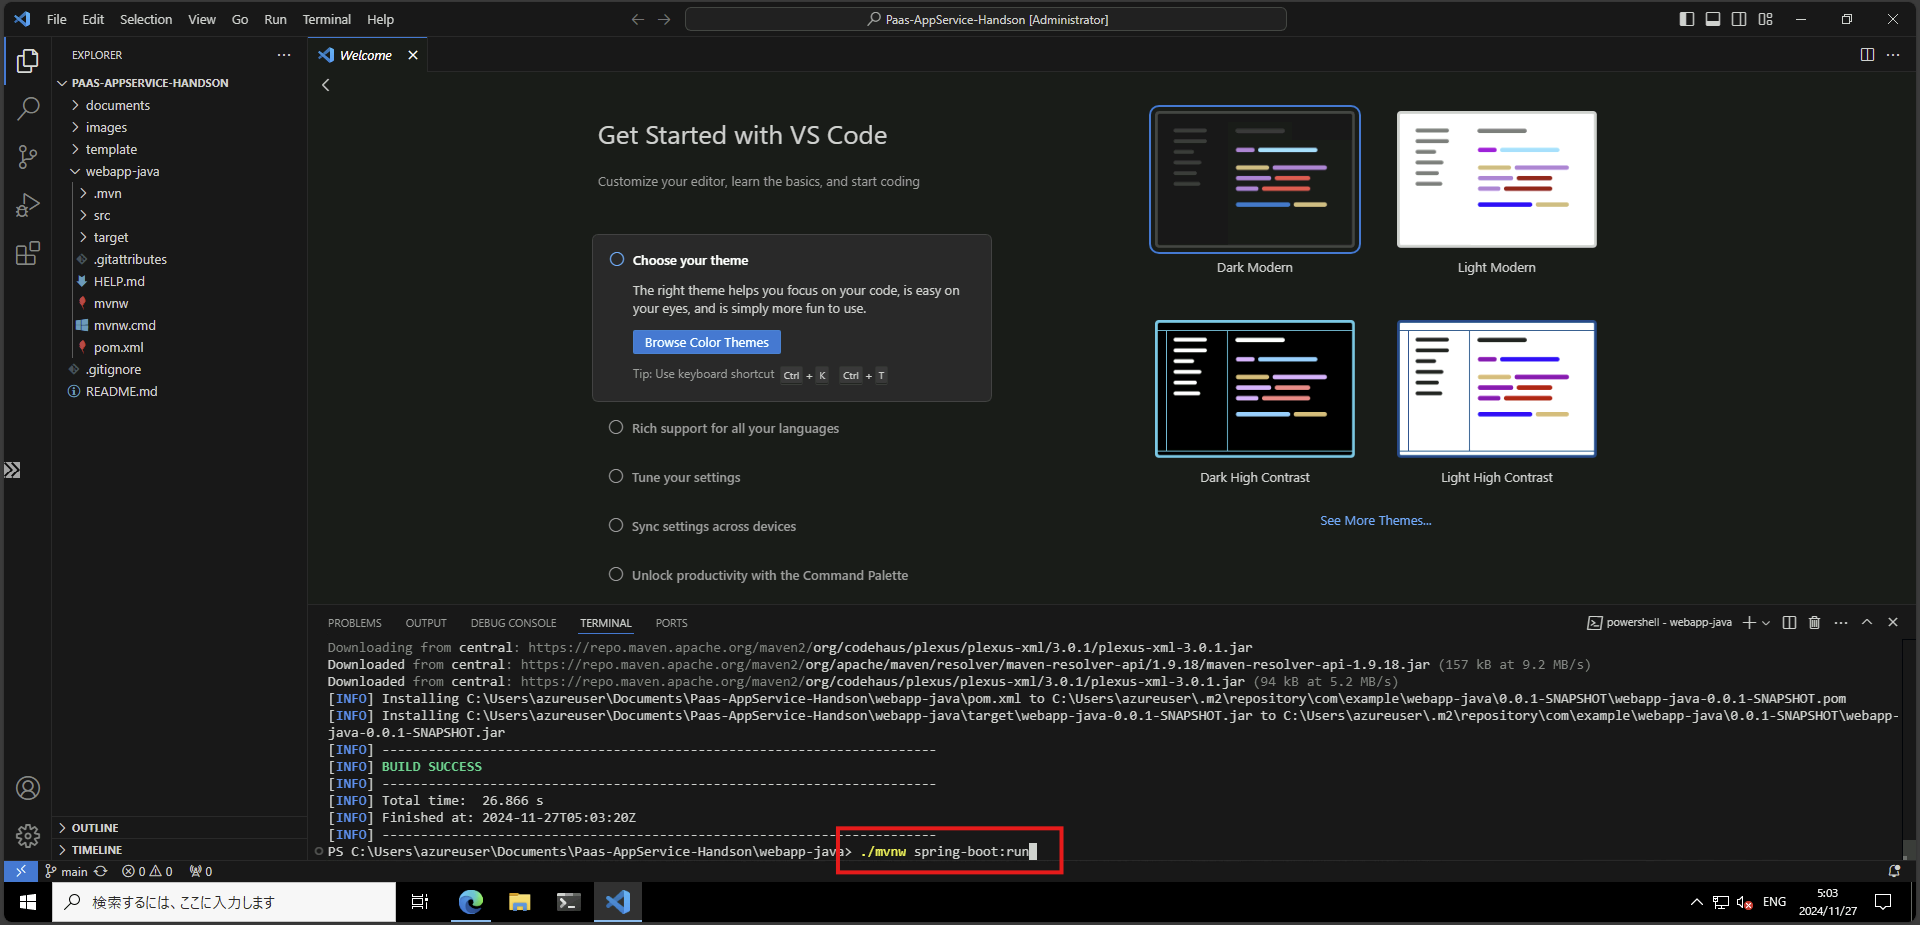 File Edit Selection View Go Run Terminal Help
Paas-AppService-Handson [Administrator]
EXPLORER
PAAS-APPSERVICE-HANDSON
documents
images
template
webapp-java
.mvn
src
target
.gitattributes
HELP.md
mvnw
mvnw.cmd
pom.xml
.gitignore
README.md
OUTLINE
TIMELINE
Welcome
Get Started with VS Code
Customize your editor, learn the basics, and start coding
Choose your theme
The right theme helps you focus on your code, is easy on
your eyes, and is simply more fun to use.
Browse Color Themes
Tip: Use keyboard shortcut Ctrl + K Ctrl + T
Rich support for all your languages
Tune your settings
Sync settings across devices
Unlock productivity with the Command Palette
Dark Modern
Light Modern
Dark High Contrast
Light High Contrast
See More Themes...
PROBLEMS OUTPUT DEBUG CONSOLE TERMINAL PORTS
powershell - webapp-java
Downloading from central: https://repo.maven.apache.org/maven2/org/codehaus/plexus/plexus-xml/3.0.1/plexus-xml-3.0.1.jar
Downloaded from central: https://repo.maven.apache.org/maven2/org/apache/maven/resolver/maven-resolver-api/1.9.18/maven-resolver-api-1.9.18.jar (157 kB at 9.2 MB/s)
Downloaded from central: https://repo.maven.apache.org/maven2/org/codehaus/plexus/plexus-xml/3.0.1/plexus-xml-3.0.1.jar (94 kB at 5.2 MB/s)
[INFO] Installing C:\Users\azureuser\Documents\Paas-AppService-Handson\webapp-java\pom.xml to C:\Users\azureuser\.m2\repository\com\example\webapp-java\0.0.1-SNAPSHOT\webapp-java-0.0.1-SNAPSHOT.pom
[INFO] Installing C:\Users\azureuser\Documents\Paas-AppService-Handson\webapp-java\target\webapp-java-0.0.1-SNAPSHOT.jar to C:\Users\azureuser\.m2\repository\com\example\webapp-java\0.0.1-SNAPSHOT\webapp-
java-0.0.1-SNAPSHOT.jar
[INFO] ------------------------------------------------------------------------
[INFO] BUILD SUCCESS
[INFO] ------------------------------------------------------------------------
[INFO] Total time:  26.866 s
[INFO] Finished at: 2024-11-27T05:03:20Z
[INFO] ------------------------------------------------------------------------
PS C:\Users\azureuser\Documents\Paas-AppService-Handson\webapp-java> ./mvnw spring-boot:run
main 0 0 0
検索するには、ここに入力します
ENG
5:03
2024/11/27